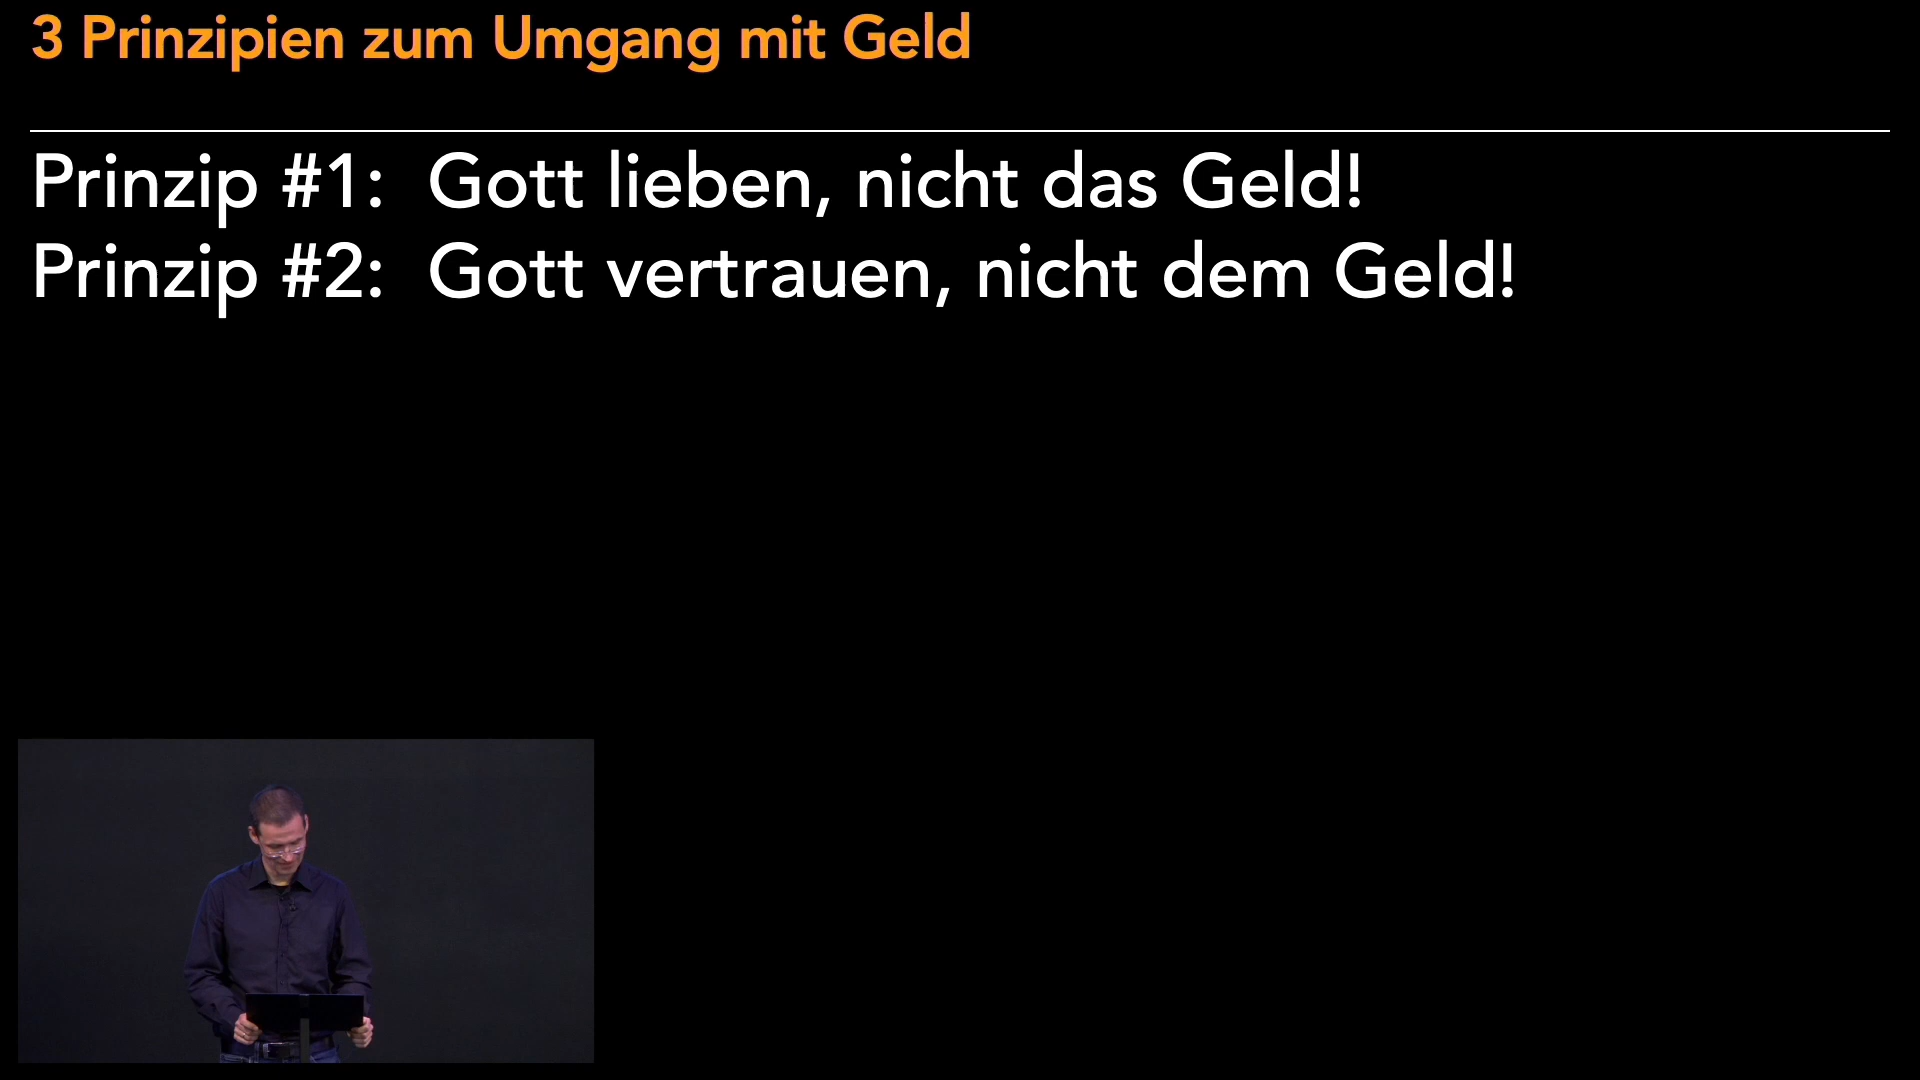 3 Prinzipien zum Umgang mit Geld
Prinzip #1: Gott lieben, nicht das Geld!
Prinzip #2: Gott vertrauen, nicht dem Geld!